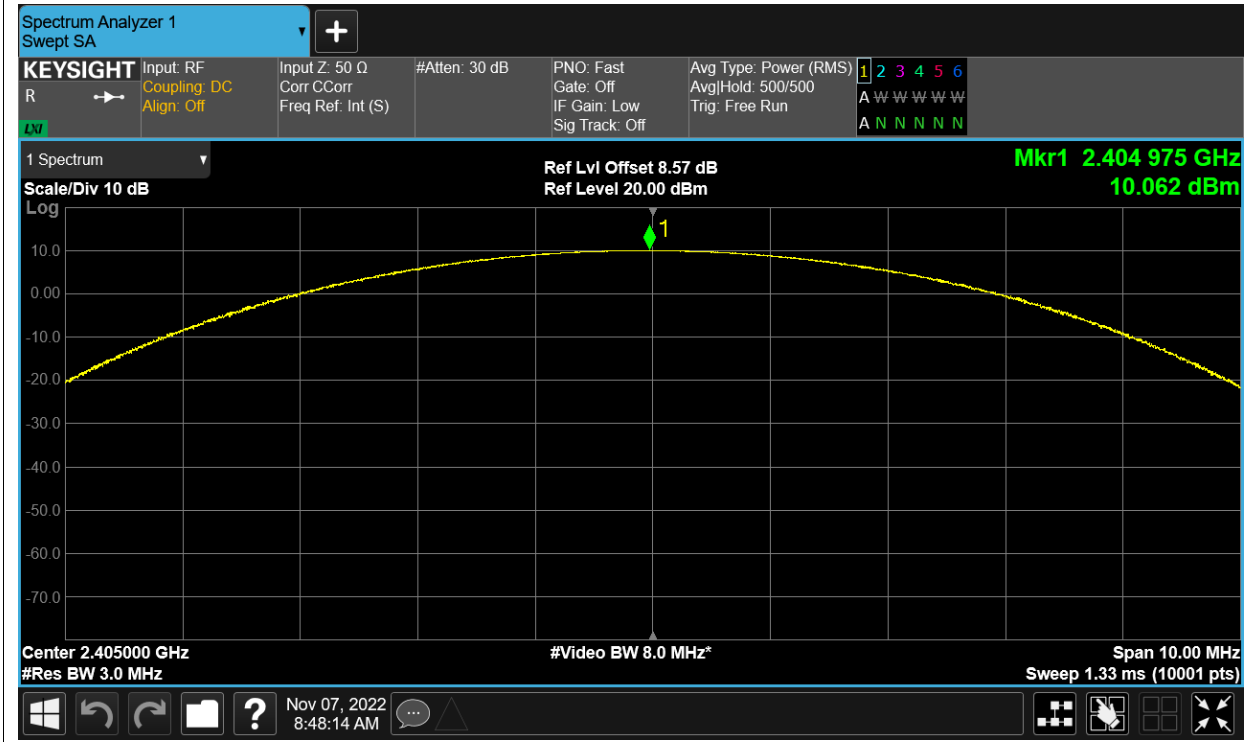 Spectrum Analyzer 1
Swept SA
KEYSIGHT
R
LXI
Input: RF
Coupling: DC
Align: Off
Input Z: 50 Ω
Corr CCorr
Freq Ref: Int (S)
#Atten: 30 dB
PNO: Fast
Gate: Off
IF Gain: Low
Sig Track: Off
Avg Type: Power (RMS)
Avg|Hold: 500/500
Trig: Free Run
1 2 3 4 5 6
A W W W W W
A N N N N N
1 Spectrum
Scale/Div 10 dB
Log
Ref Lvl Offset 8.57 dB
Ref Level 20.00 dBm
Mkr1 2.404 975 GHz
10.062 dBm
1
10.0
0.00
-10.0
-20.0
-30.0
-40.0
-50.0
-60.0
-70.0
Center 2.405000 GHz
#Video BW 8.0 MHz*
Span 10.00 MHz
#Res BW 3.0 MHz
Sweep 1.33 ms (10001 pts)
?
Nov 07, 2022
8:48:14 AM